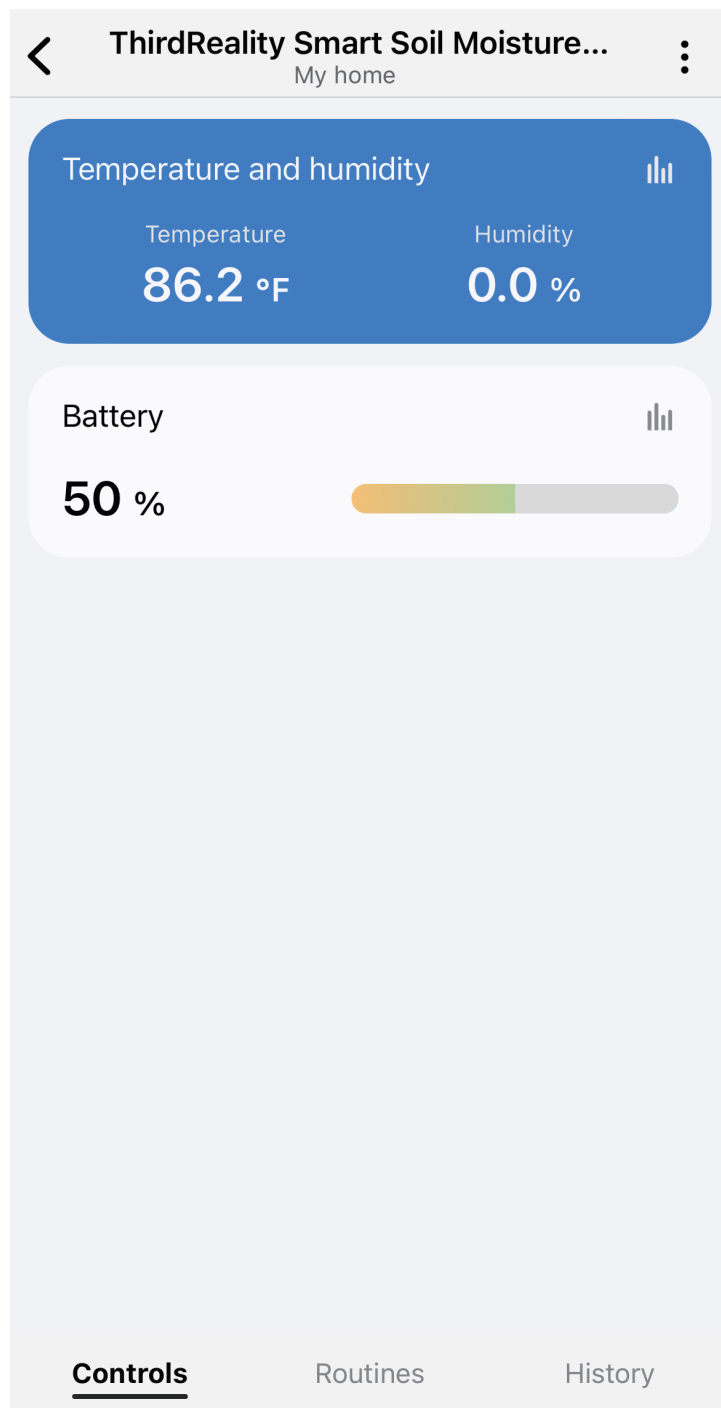 ThirdReality Smart Soil Moisture...
My home
Temperature and humidity
Temperature Humidity
86.2 °F 0.0 %
Battery
50 %
Controls Routines History